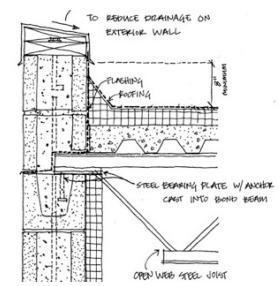 TO REDUCE DRAINAGE ON
EXTERIOR WALL
FLASHING
ROOFING
8"
MINIMUM
STEEL BEARING PLATE W/ ANCHOR
CAST INTO BOND BEAM
OPEN WEB STEEL JOIST